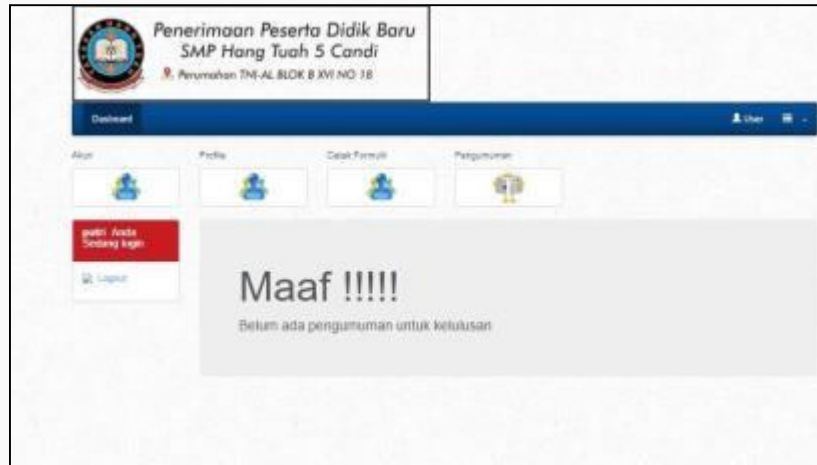 Penerimaan Peserta Didik Baru
SMP Hang Tuah 5 Candi
Perumahan TNI-AL BLOK B XVI NO 18
Dashboard
User
Akun
Profile
Cetak Formulir
Pengumuman
putri Anda
Sedang login
Logout
Maaf !!!!!
Belum ada pengumuman untuk kelulusan